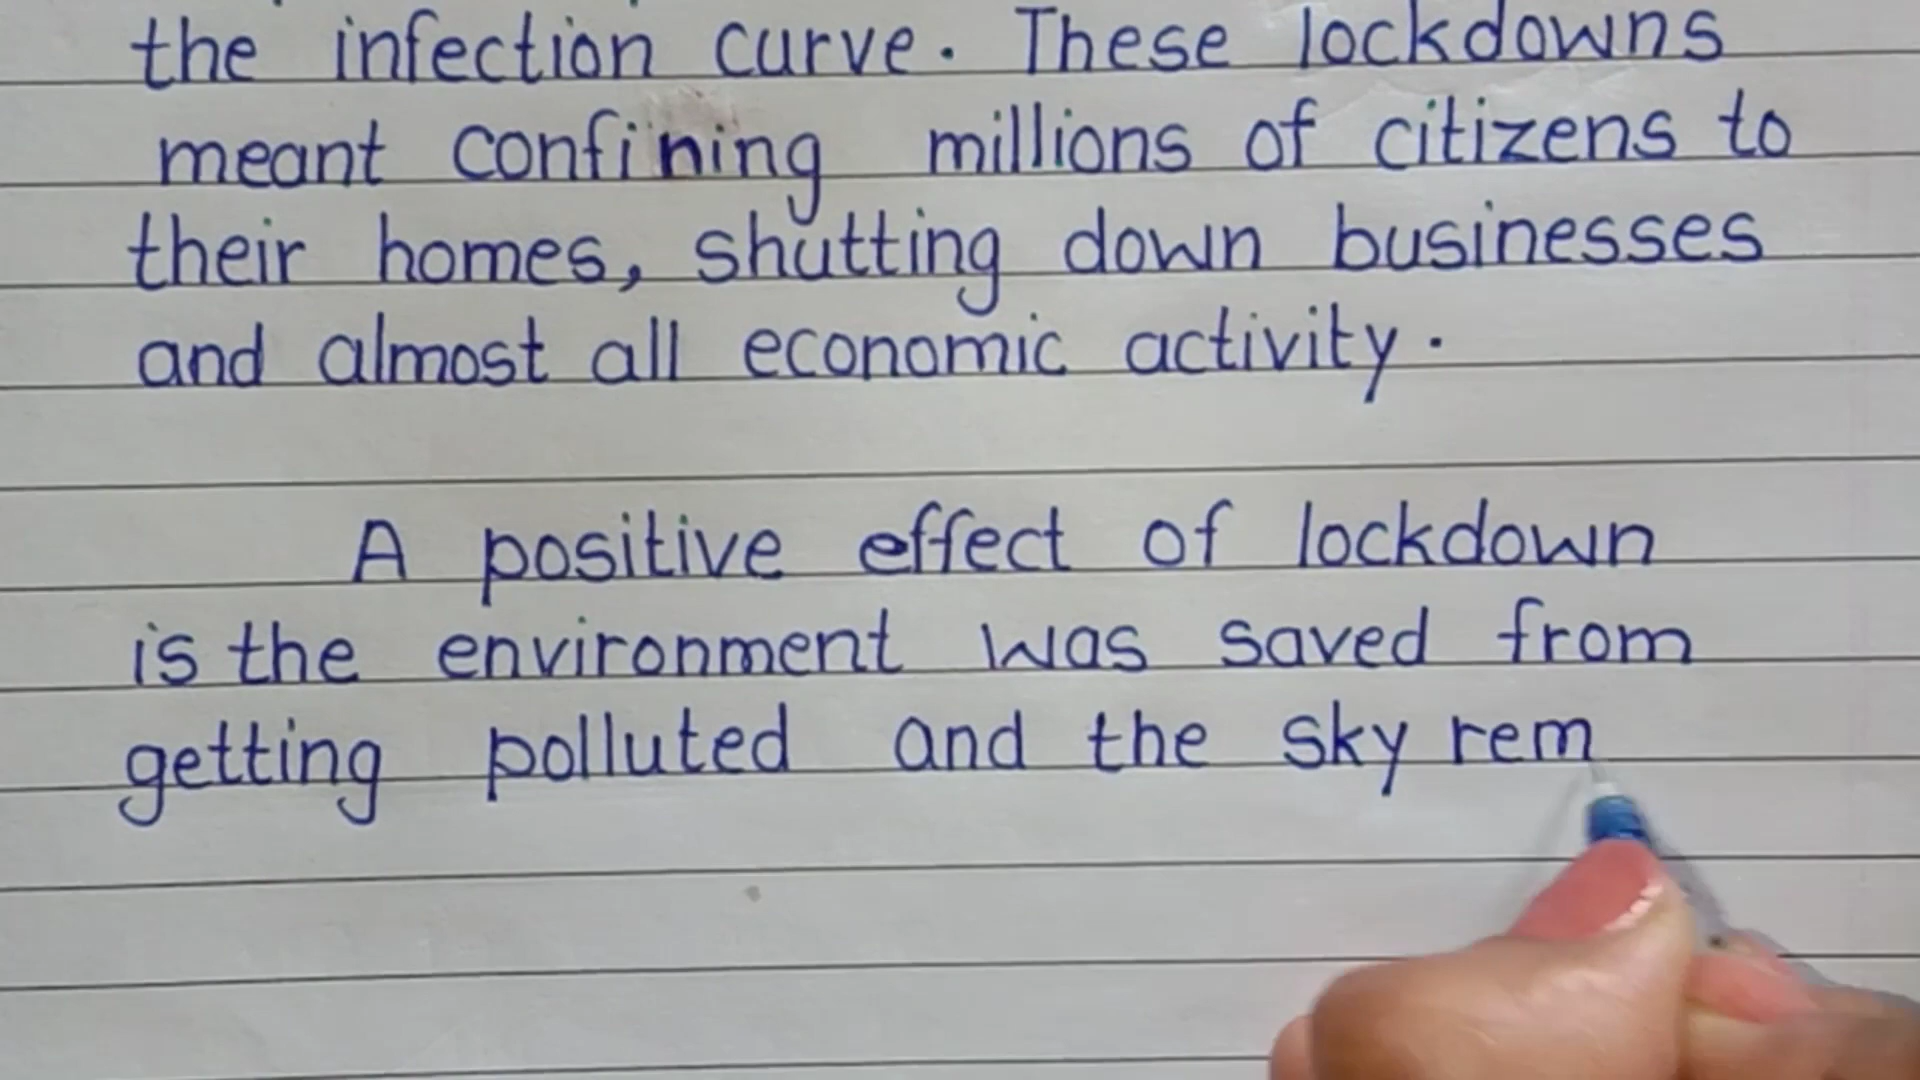 the infection curve. These lockdowns
meant confining millions of citizens to
their homes, shutting down businesses
and almost all economic activity.
A positive effect of lockdown
is the environment was saved from
getting polluted and the sky rem